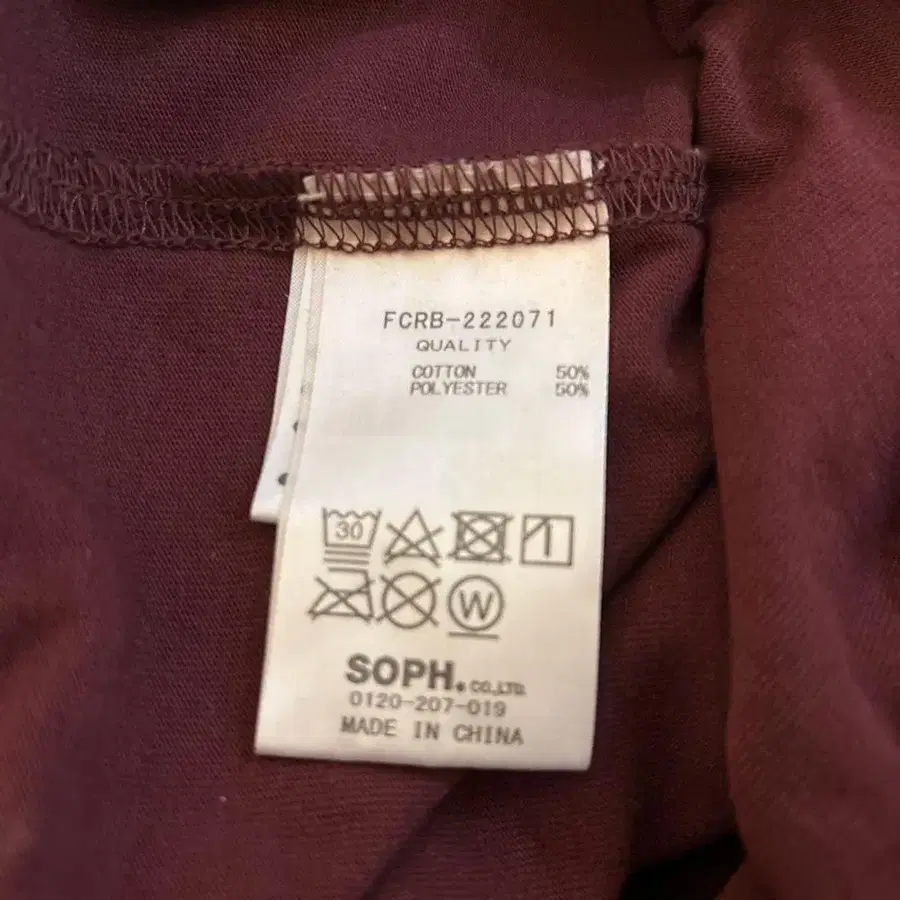 FCRB-222071
QUALITY
COTTON 50%
POLYESTER 50%
30
W
SOPH. CO.,LTD.
0120-207-019
MADE IN CHINA